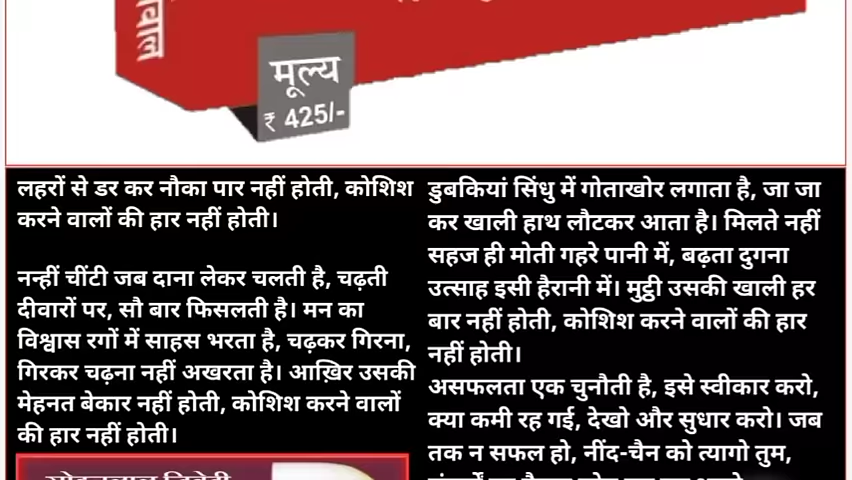 मूल्य
₹ 425/-
लहरों से डर कर नौका पार नहीं होती, कोशिश
करने वालों की हार नहीं होती।
नन्हीं चींटी जब दाना लेकर चलती है, चढ़ती
दीवारों पर, सौ बार फिसलती है। मन का
विश्वास रगों में साहस भरता है, चढ़कर गिरना,
गिरकर चढ़ना नहीं अखरता है। आख़िर उसकी
मेहनत बेकार नहीं होती, कोशिश करने वालों
की हार नहीं होती।
डुबकियां सिंधु में गोताखोर लगाता है, जा जा
कर खाली हाथ लौटकर आता है। मिलते नहीं
सहज ही मोती गहरे पानी में, बढ़ता दुगना
उत्साह इसी हैरानी में। मुट्ठी उसकी खाली हर
बार नहीं होती, कोशिश करने वालों की हार
नहीं होती।
असफलता एक चुनौती है, इसे स्वीकार करो,
क्या कमी रह गई, देखो और सुधार करो। जब
तक न सफल हो, नींद-चैन को त्यागो तुम,